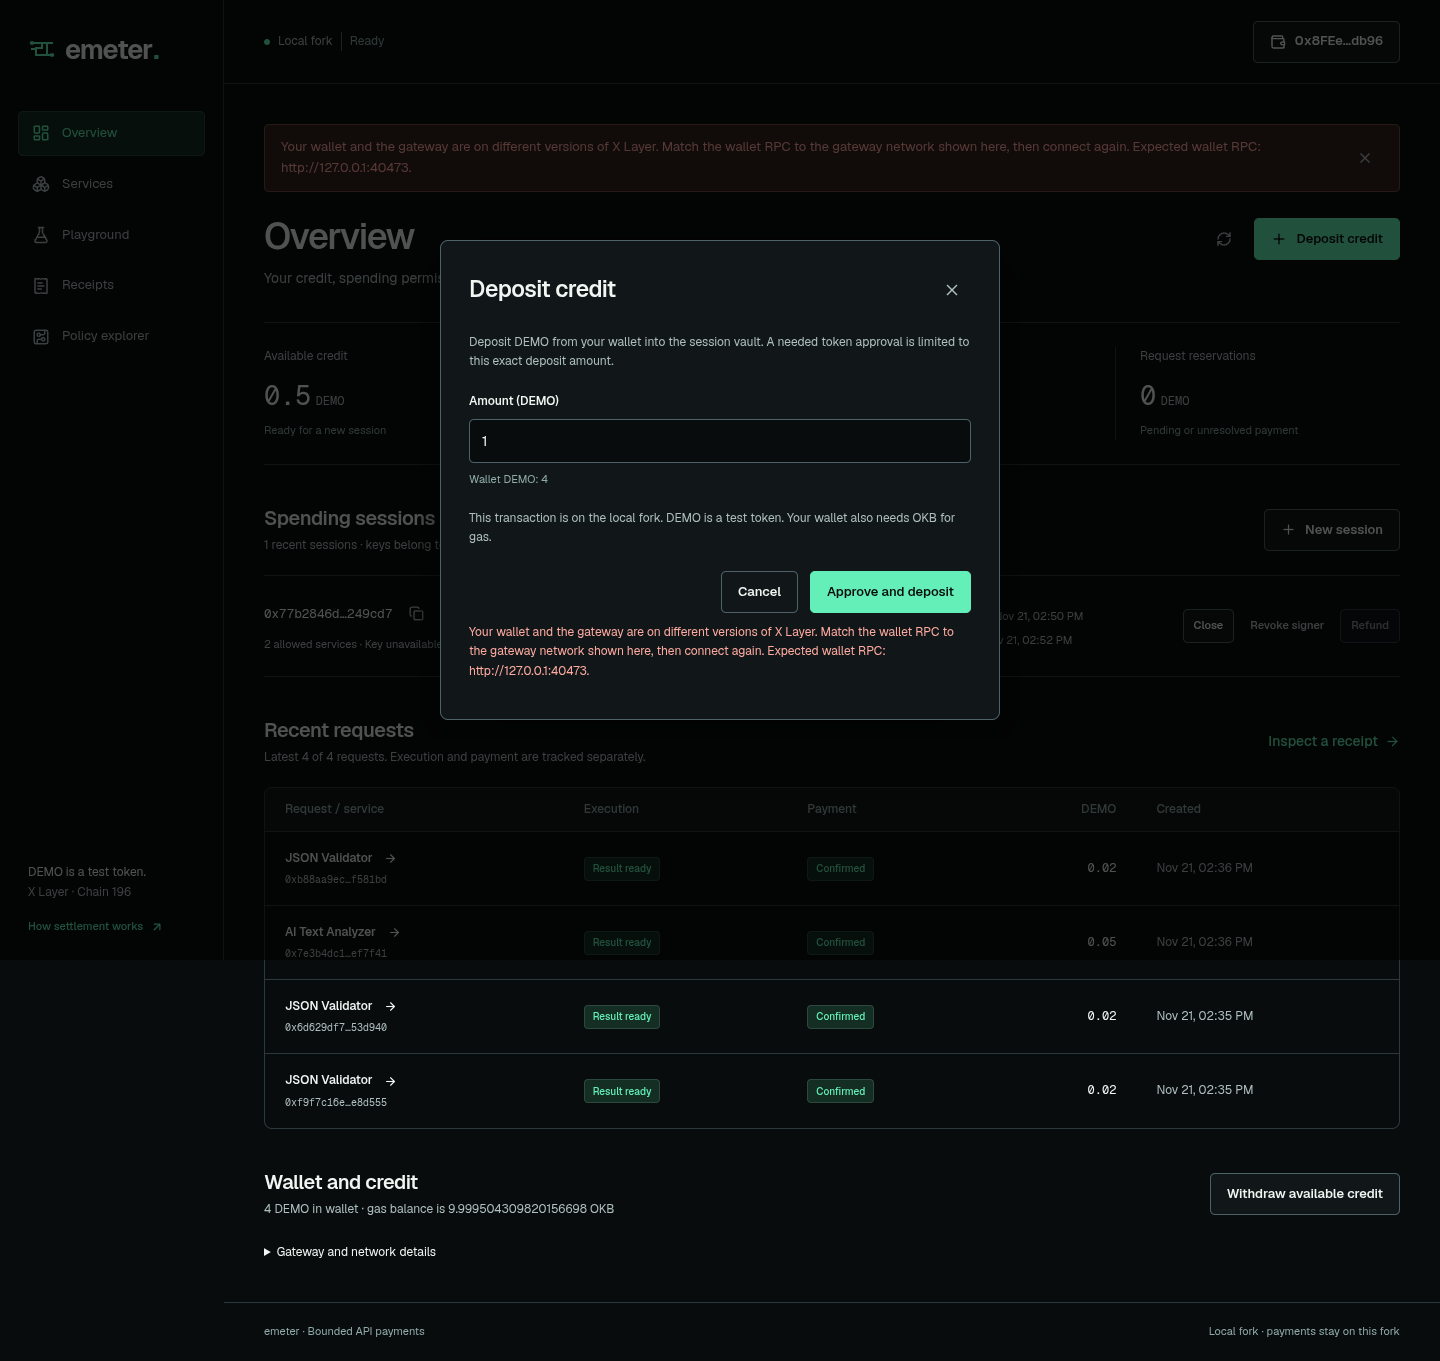 emeter.
Local fork
Ready
0x8FEe...db96
Overview
Services
Playground
Receipts
Policy explorer
Your wallet and the gateway are on different versions of X Layer. Match the wallet RPC to the gateway network shown here, then connect again. Expected wallet RPC:
http://127.0.0.1:40473.
Overview
Deposit credit
Your credit, spending
Available credit
0.5 DEMO
Ready for a new session
Request reservations
0 DEMO
Pending or unresolved payment
Deposit credit
Deposit DEMO from your wallet into the session vault. A needed token approval is limited to
this exact deposit amount.
Amount (DEMO)
1
Wallet DEMO: 4
This transaction is on the local fork. DEMO is a test token. Your wallet also needs OKB for
gas.
Cancel
Approve and deposit
Your wallet and the gateway are on different versions of X Layer. Match the wallet RPC to
the gateway network shown here, then connect again. Expected wallet RPC:
http://127.0.0.1:40473.
Spending sessions
1 recent sessions · keys belong
New session
0x77b2846d...249cd7
Nov 21, 02:50 PM
2 allowed services · Key unavailable
21, 02:52 PM
Close
Revoke signer
Refund
Recent requests
Latest 4 of 4 requests. Execution and payment are tracked separately.
Inspect a receipt
Request / service
Execution
Payment
DEMO
Created
JSON Validator
0xb88aa9ec...f581bd
Result ready
Confirmed
0.02
Nov 21, 02:36 PM
AI Text Analyzer
0x7e3b4dc1...ef7f41
Result ready
Confirmed
0.05
Nov 21, 02:36 PM
JSON Validator
0x6d629df7...53d940
Result ready
Confirmed
0.02
Nov 21, 02:35 PM
JSON Validator
0xf9f7c16e...e8d555
Result ready
Confirmed
0.02
Nov 21, 02:35 PM
DEMO is a test token.
X Layer · Chain 196
How settlement works
Wallet and credit
4 DEMO in wallet · gas balance is 9.999504309820156698 OKB
Withdraw available credit
Gateway and network details
emeter · Bounded API payments
Local fork · payments stay on this fork